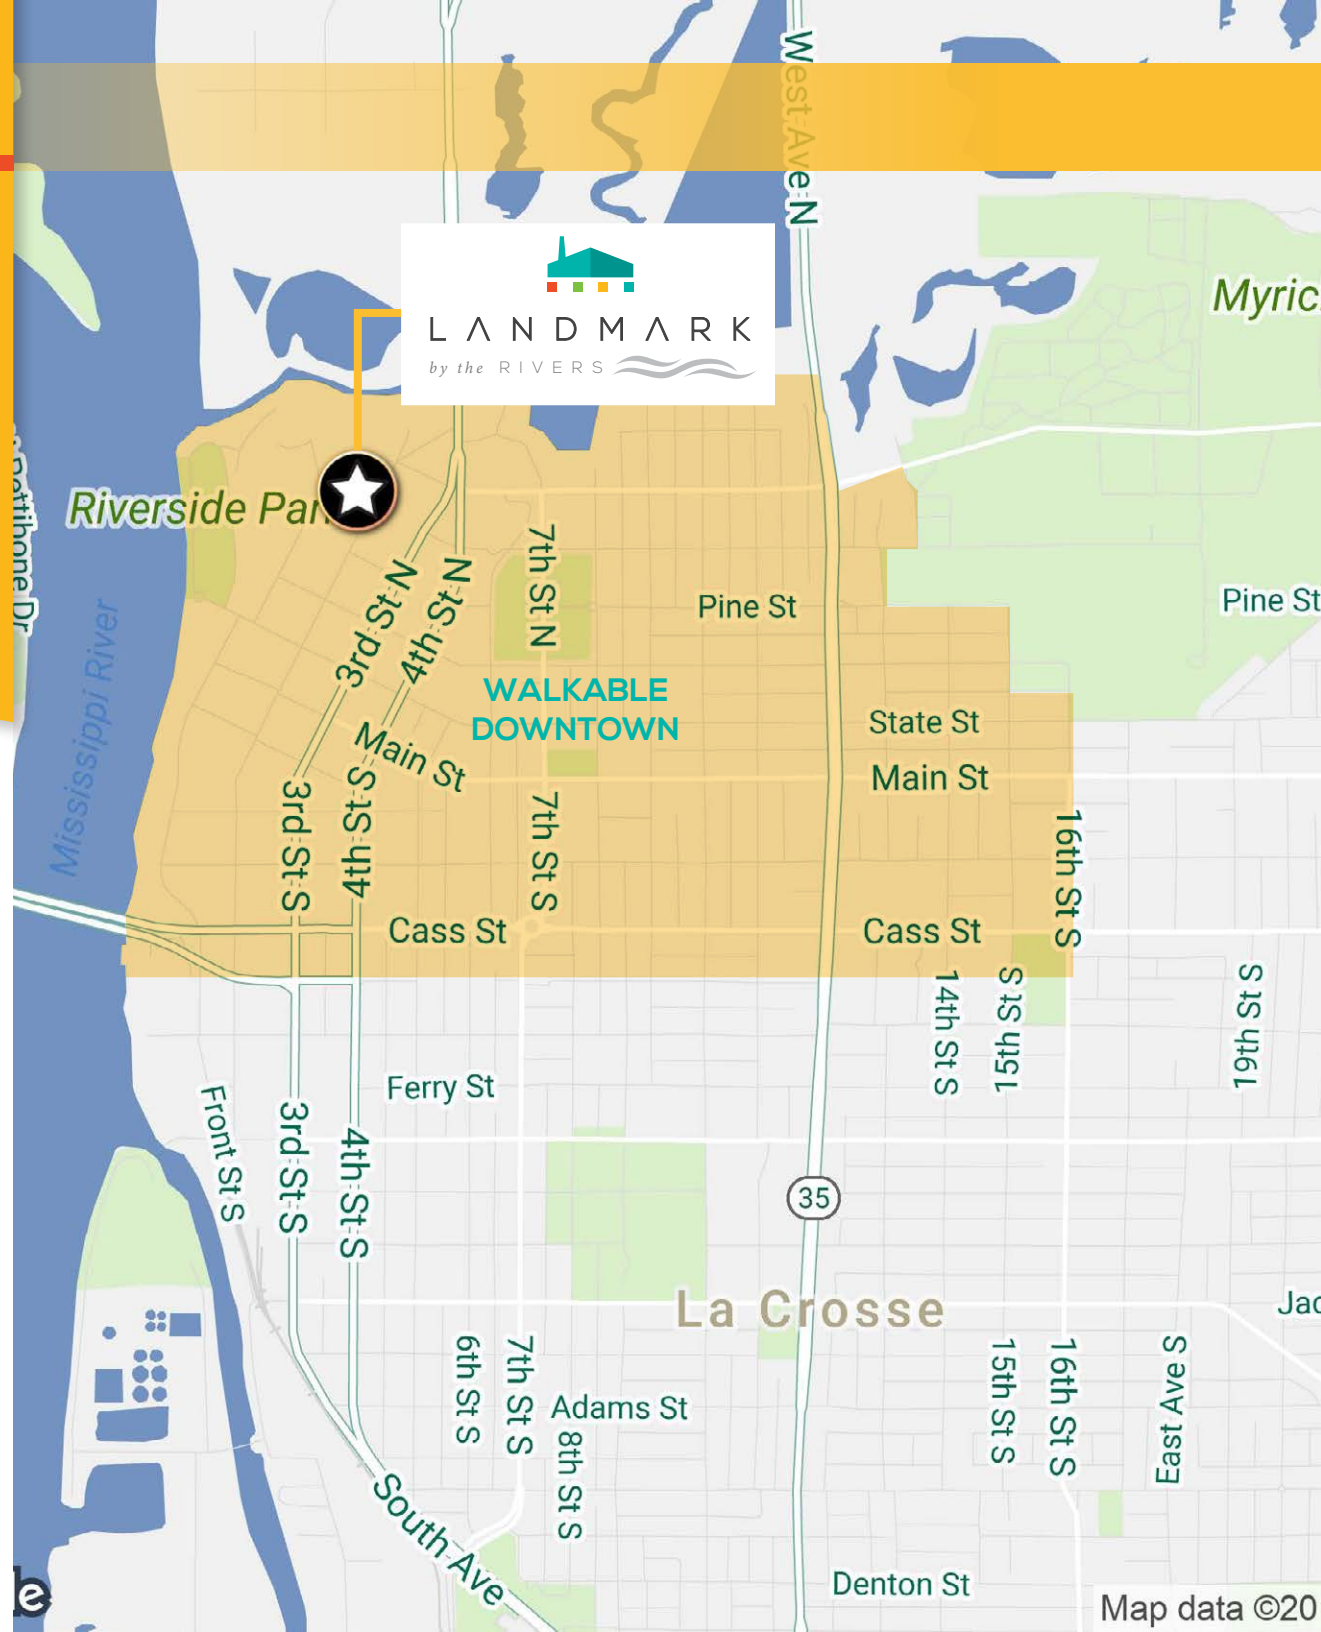 West Ave N
LANDMARK
by the RIVERS
Myric
Riverside Par
Pettibone Dr
7th St N
3rd St N
4th St N
Pine St
Pine St
Mississippi River
WALKABLE
DOWNTOWN
State St
Main St
Main St
3rd St S
4th St S
7th St S
16th St S
Cass St
Cass St
14th St S
15th St S
19th St S
Ferry St
Front St S
3rd St S
4th St S
35
La Crosse
Jac
6th St S
7th St S
15th St S
16th St S
East Ave S
Adams St
8th St S
South Ave
Denton St
le
Map data ©20